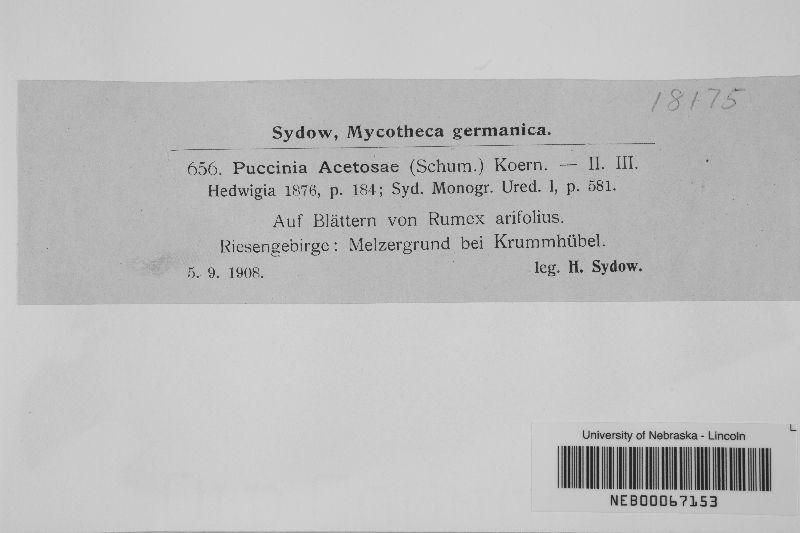 18175
Sydow, Mycotheca germanica.
656. Puccinia Acetosae (Schum.) Koern. — II. III.
Hedwigia 1876, p. 184; Syd. Monogr. Ured. I, p. 581.
Auf Blättern von Rumex arifolius.
Riesengebirge: Melzergrund bei Krummhübel.
5. 9. 1908. leg. H. Sydow.
University of Nebraska - Lincoln
NEB00067153